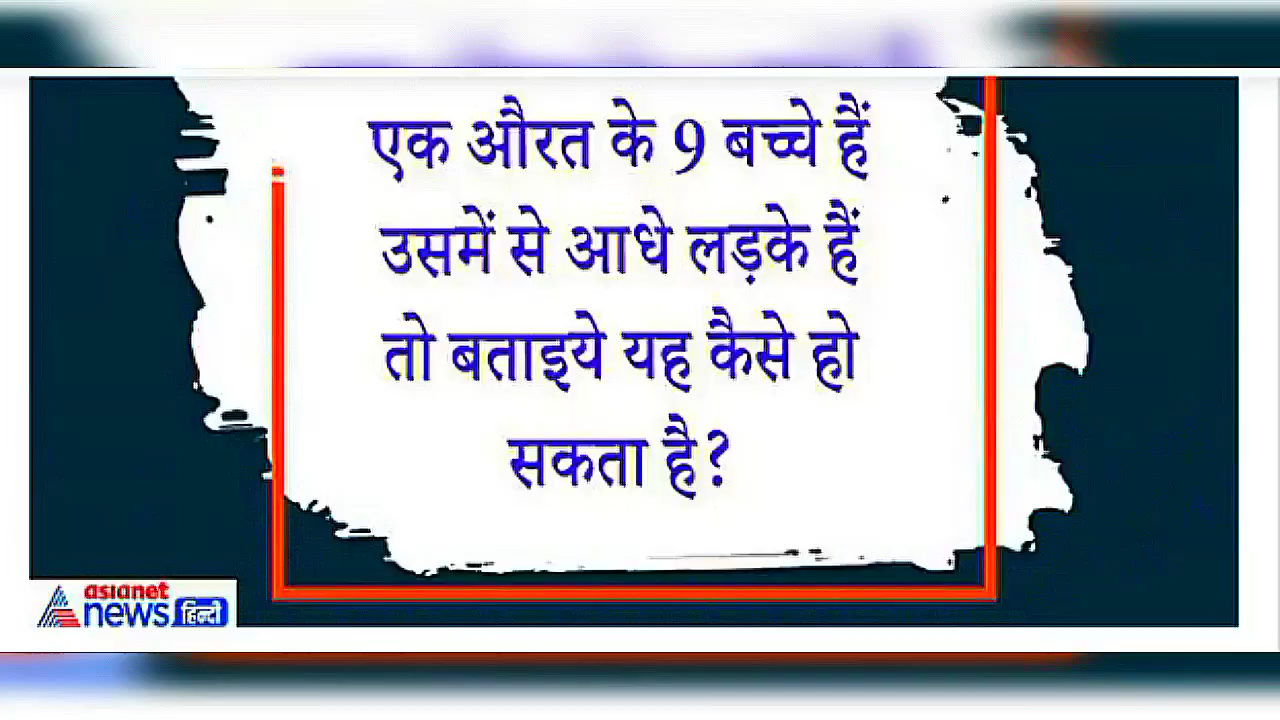 एक औरत के 9 बच्चे हैं
उसमें से आधे लड़के हैं
तो बताइये यह कैसे हो
सकता है?
asianet
news हिन्दी